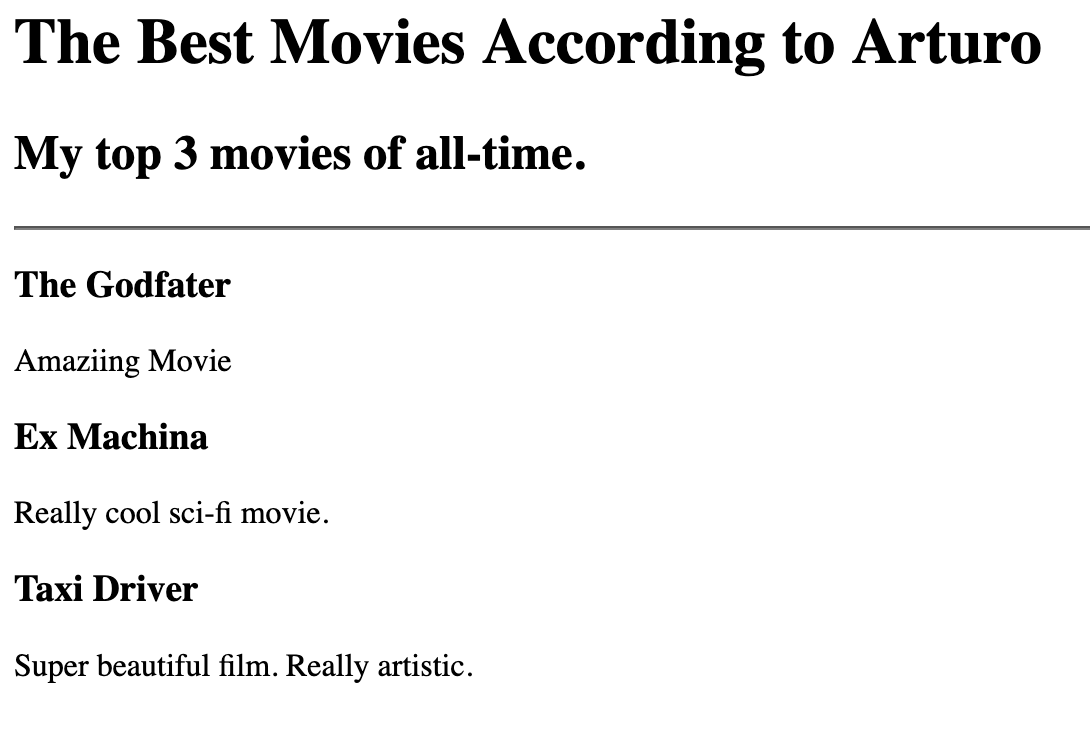 The Best Movies According to Arturo
My top 3 movies of all-time.
The Godfater
Amaziing Movie
Ex Machina
Really cool sci-fi movie.
Taxi Driver
Super beautiful film. Really artistic.